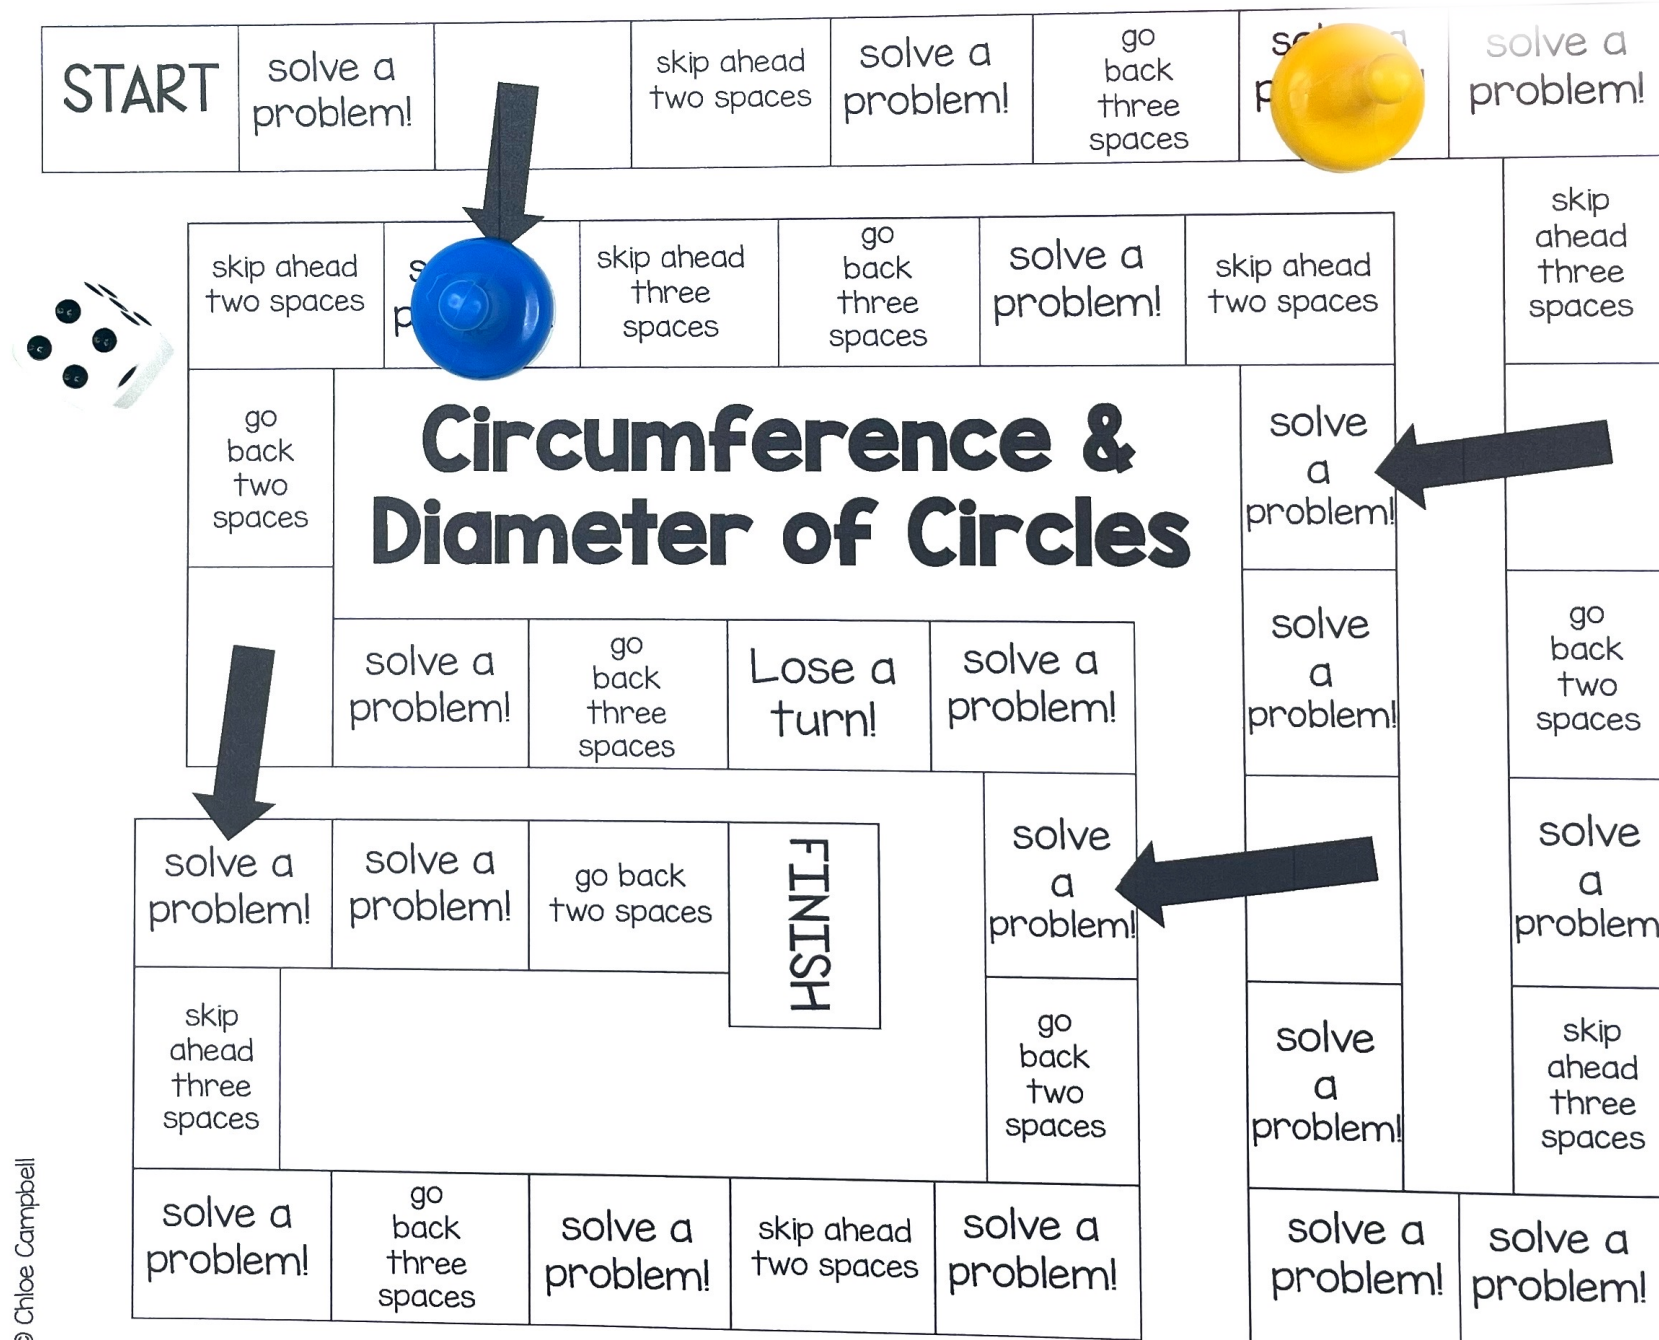 START
solve a
problem!
skip ahead
two spaces
solve a
problem!
go
back
three
spaces
solve a
problem!
skip
ahead
three
spaces
go
back
two
spaces
solve
a
problem
skip
ahead
three
spaces
solve a
problem!
solve a
problem!
solve
a
problem!
solve
a
problem!
solve
a
problem!
skip ahead
two spaces
solve a
problem!
go
back
three
spaces
skip ahead
three
spaces
skip ahead
two spaces
go
back
two
spaces
Circumference &
Diameter of Circles
solve a
problem!
go
back
three
spaces
Lose a
turn!
solve a
problem!
solve
a
problem!
go
back
two
spaces
solve a
problem!
skip ahead
two spaces
solve a
problem!
go
back
three
spaces
solve a
problem!
skip
ahead
three
spaces
solve a
problem!
solve a
problem!
go back
two spaces
FINISH
© Chloe Campbell